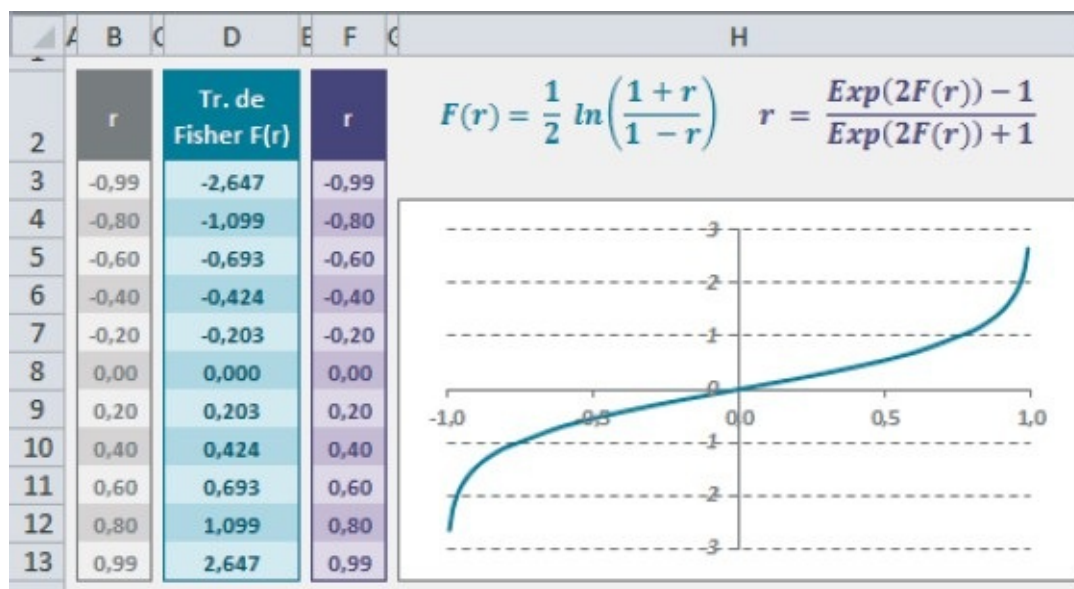 A B C D E F G H
1
2 r Tr. de Fisher F(r) r
F(r) = 1/2 ln((1 + r)/(1 − r)) r = (Exp(2F(r)) − 1)/(Exp(2F(r)) + 1)
3 -0,99 -2,647 -0,99
4 -0,80 -1,099 -0,80
5 -0,60 -0,693 -0,60
6 -0,40 -0,424 -0,40
7 -0,20 -0,203 -0,20
8 0,00 0,000 0,00
9 0,20 0,203 0,20
10 0,40 0,424 0,40
11 0,60 0,693 0,60
12 0,80 1,099 0,80
13 0,99 2,647 0,99
3
2
1
0
-1,0 -0,5 0,0 0,5 1,0
-1
-2
-3